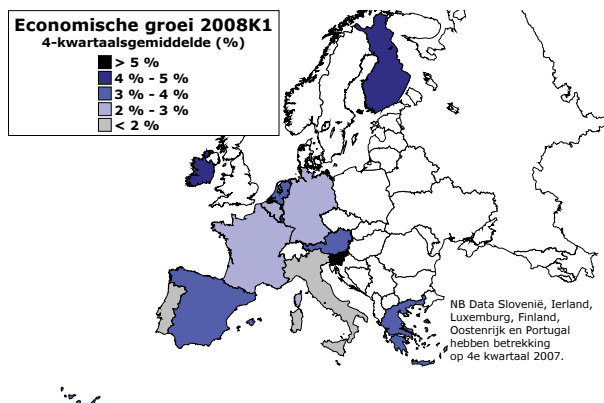 Economische groei 2008K1
4-kwartaalsgemiddelde (%)
> 5 %
4 % - 5 %
3 % - 4 %
2 % - 3 %
< 2 %
NB Data Slovenië, Ierland,
Luxemburg, Finland,
Oostenrijk en Portugal
hebben betrekking
op 4e kwartaal 2007.